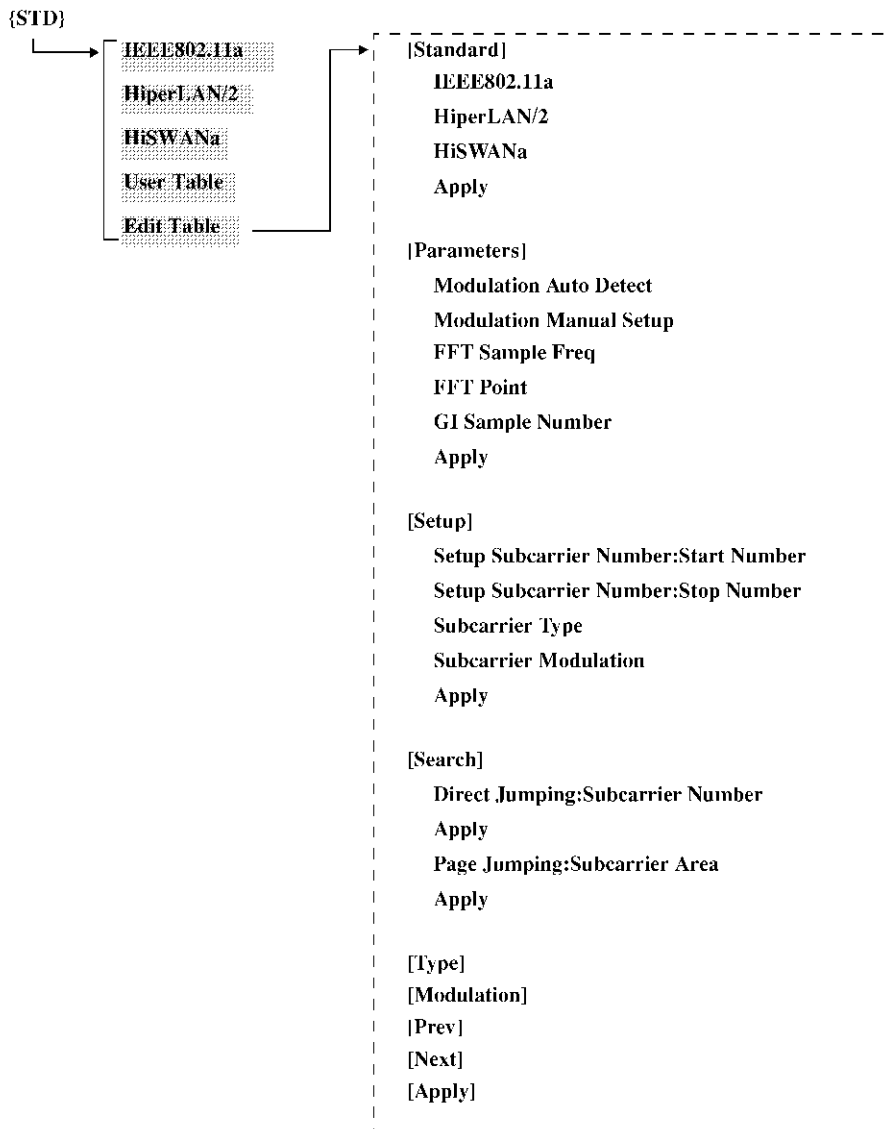 {STD}
IEEE802.11a
HiperLAN/2
HiSWANa
User Table
Edit Table
[Standard]
IEEE802.11a
HiperLAN/2
HiSWANa
Apply
[Parameters]
Modulation Auto Detect
Modulation Manual Setup
FFT Sample Freq
FFT Point
GI Sample Number
Apply
[Setup]
Setup Subcarrier Number:Start Number
Setup Subcarrier Number:Stop Number
Subcarrier Type
Subcarrier Modulation
Apply
[Search]
Direct Jumping:Subcarrier Number
Apply
Page Jumping:Subcarrier Area
Apply
[Type]
[Modulation]
[Prev]
[Next]
[Apply]